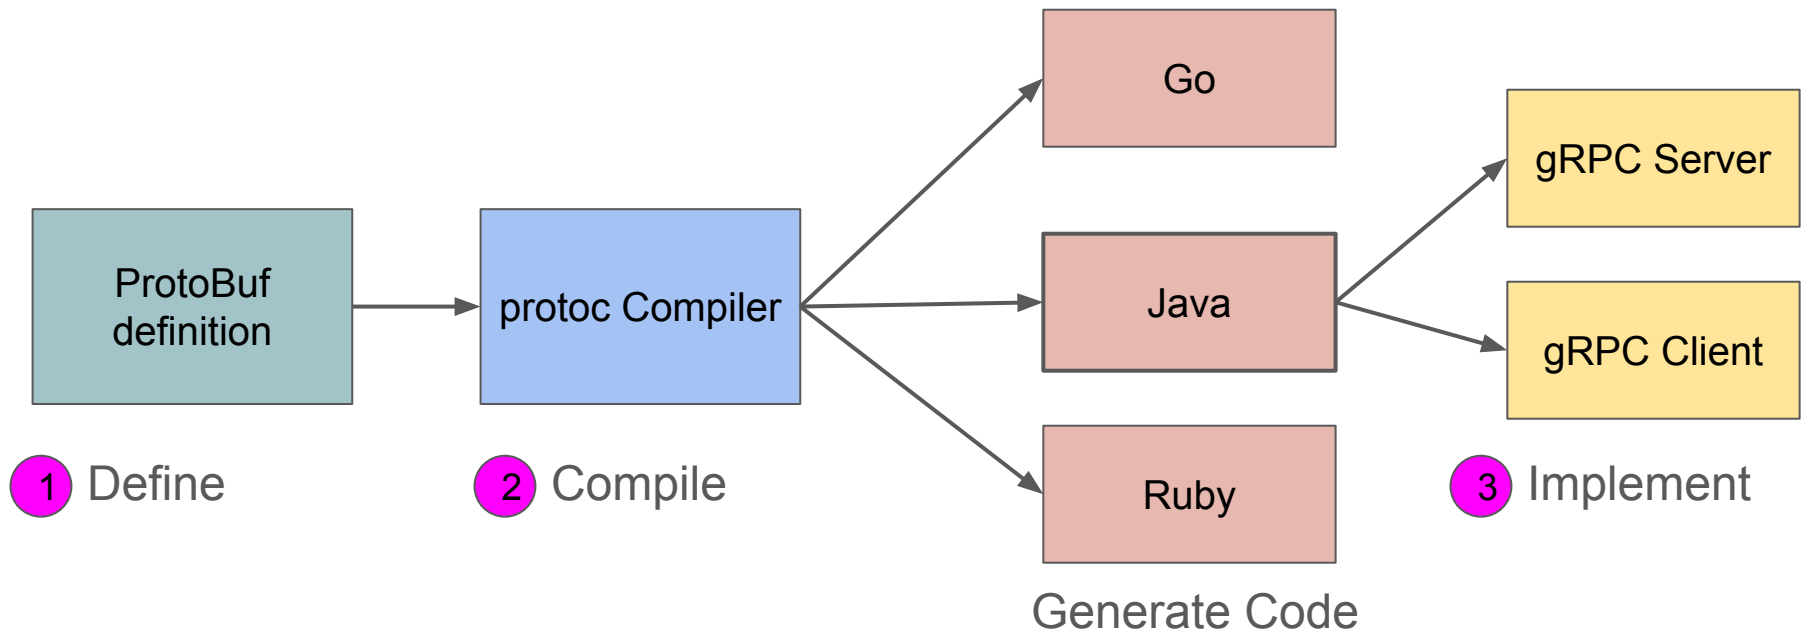 Go
gRPC Server
ProtoBuf
definition
protoc Compiler
Java
gRPC Client
1 Define
2 Compile
Ruby
3 Implement
Generate Code